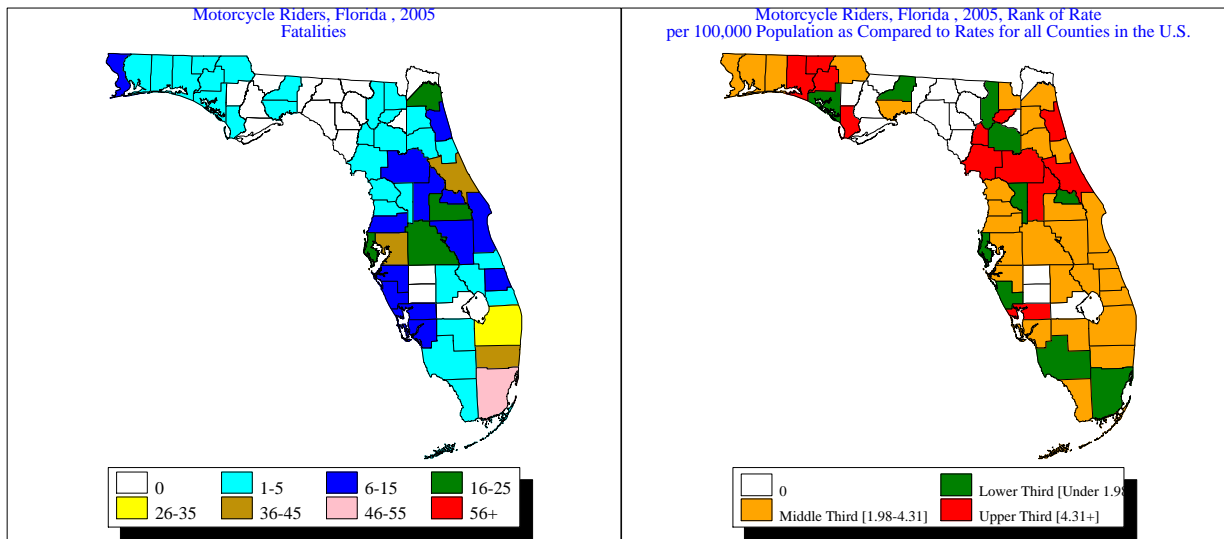 Motorcycle Riders, Florida , 2005
Fatalities
0
1-5
6-15
16-25
26-35
36-45
46-55
56+
Motorcycle Riders, Florida , 2005, Rank of Rate
per 100,000 Population as Compared to Rates for all Counties in the U.S.
0
Lower Third [Under 1.98
Middle Third [1.98-4.31]
Upper Third [4.31+]